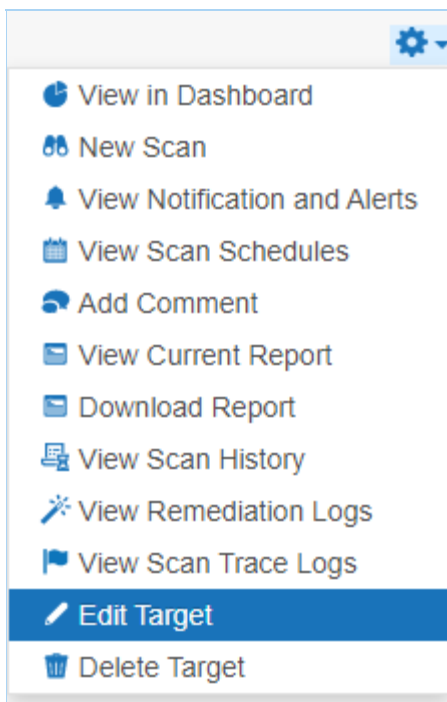 View in Dashboard
New Scan
View Notification and Alerts
View Scan Schedules
Add Comment
View Current Report
Download Report
View Scan History
View Remediation Logs
View Scan Trace Logs
Edit Target
Delete Target